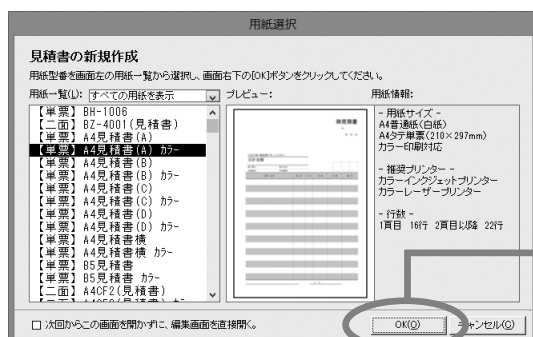 用紙選択
見積書の新規作成
用紙型番を画面左の用紙一覧から選択し、画面右下の[OK]ボタンをクリックしてください。
用紙一覧(L): すべての用紙を表示
【単票】 BH-1006
【二面】 BZ-4001(見積書)
【単票】 A4見積書(A)
【単票】 A4見積書(A) ｶﾗｰ
【単票】 A4見積書(B)
【単票】 A4見積書(B) ｶﾗｰ
【単票】 A4見積書(C)
【単票】 A4見積書(C) ｶﾗｰ
【単票】 A4見積書(D)
【単票】 A4見積書(D) ｶﾗｰ
【単票】 A4見積書横
【単票】 A4見積書横 ｶﾗｰ
【単票】 B5見積書
【単票】 B5見積書 ｶﾗｰ
【二面】 A4CF2(見積書)
プレビュー:
御見積書
用紙情報:
- 用紙サイズ -
A4普通紙(白紙)
A4タテ単票(210×297mm)
カラー印刷対応
- 推奨プリンター -
カラーインクジェットプリンター
カラーレーザープリンター
- 行数 -
1頁目 16行 2頁目以降 22行
次回からこの画面を開かずに、編集画面を直接開く。
OK(O)
キャンセル(C)